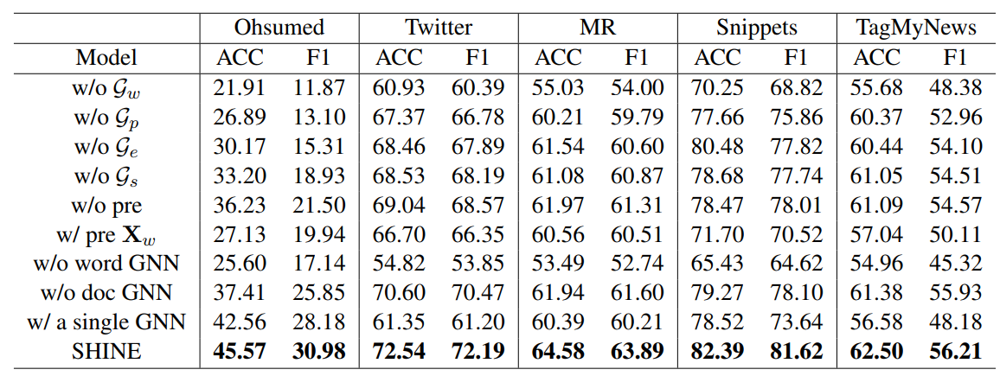 Ohsumed Twitter MR Snippets TagMyNews
Model ACC F1 ACC F1 ACC F1 ACC F1 ACC F1
w/o 𝒢w 21.91 11.87 60.93 60.39 55.03 54.00 70.25 68.82 55.68 48.38
w/o 𝒢p 26.89 13.10 67.37 66.78 60.21 59.79 77.66 75.86 60.37 52.96
w/o 𝒢e 30.17 15.31 68.46 67.89 61.54 60.60 80.48 77.82 60.44 54.10
w/o 𝒢s 33.20 18.93 68.53 68.19 61.08 60.87 78.68 77.74 61.05 54.51
w/o pre 36.23 21.50 69.04 68.57 61.97 61.31 78.47 78.01 61.09 54.57
w/ pre Xw 27.13 19.94 66.70 66.35 60.56 60.51 71.70 70.52 57.04 50.11
w/o word GNN 25.60 17.14 54.82 53.85 53.49 52.74 65.43 64.62 54.96 45.32
w/o doc GNN 37.41 25.85 70.60 70.47 61.94 61.60 79.27 78.10 61.38 55.93
w/ a single GNN 42.56 28.18 61.35 61.20 60.39 60.21 78.52 73.64 56.58 48.18
SHINE 45.57 30.98 72.54 72.19 64.58 63.89 82.39 81.62 62.50 56.21